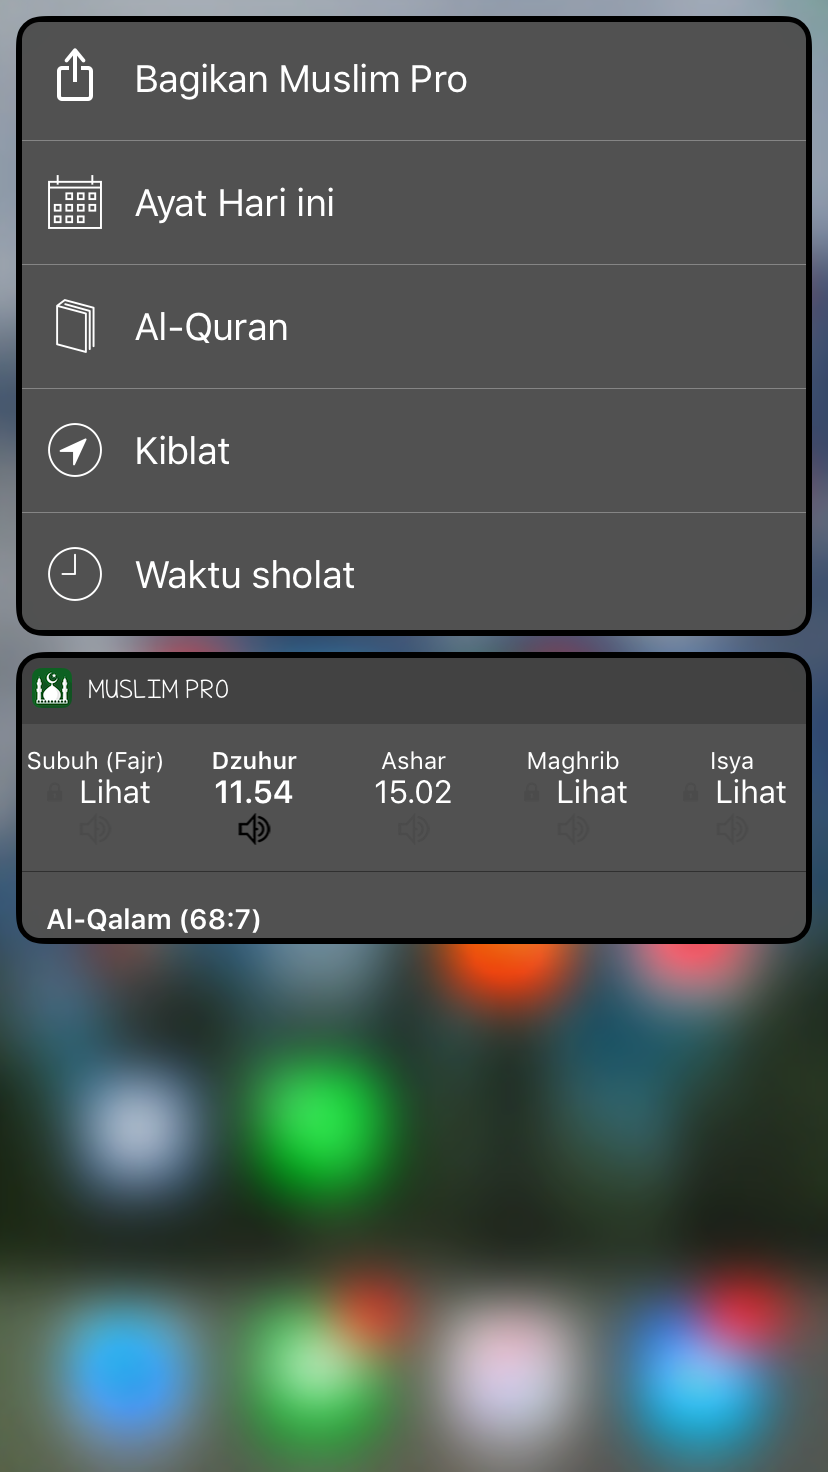 Bagikan Muslim Pro
Ayat Hari ini
Al-Quran
Kiblat
Waktu sholat
MUSLIM PRO
Subuh (Fajr) Dzuhur Ashar Maghrib Isya
Lihat 11.54 15.02 Lihat Lihat
Al-Qalam (68:7)